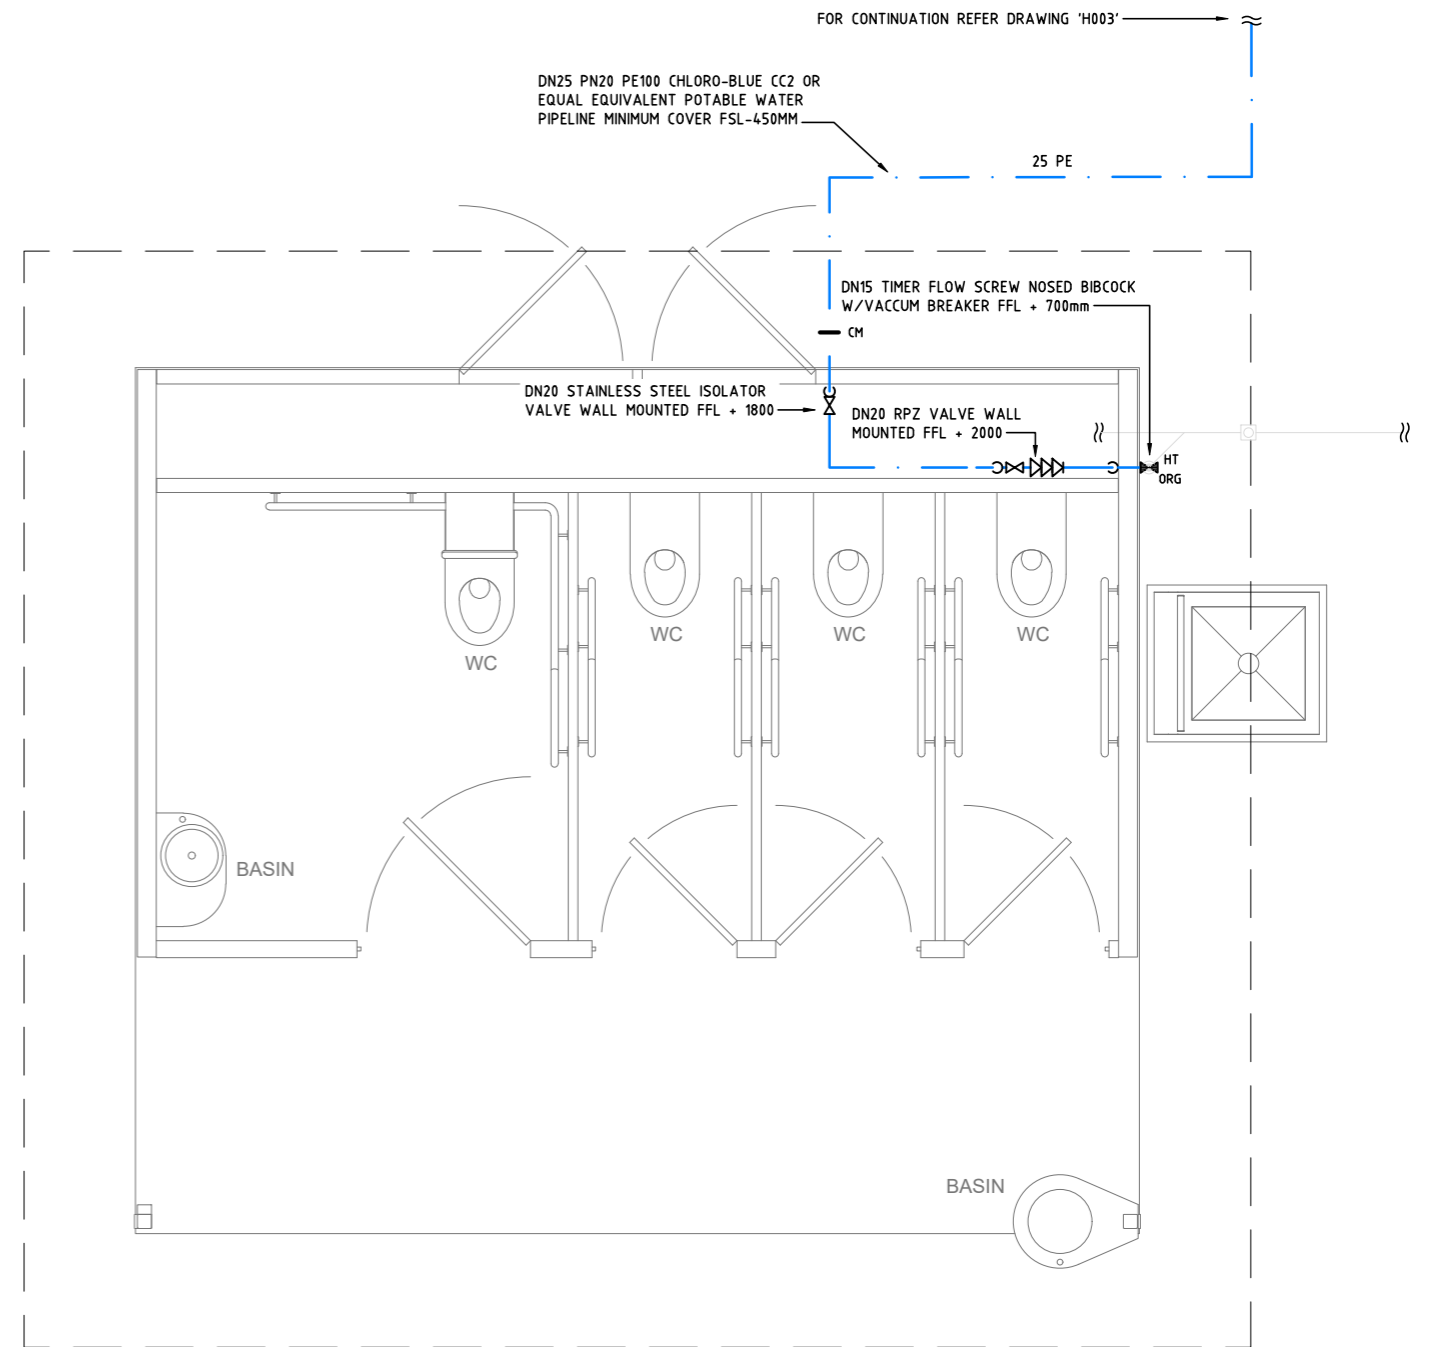 FOR CONTINUATION REFER DRAWING 'H003'
DN25 PN20 PE100 CHLORO-BLUE CC2 OR
EQUAL EQUIVALENT POTABLE WATER
PIPELINE MINIMUM COVER FSL-450MM
25 PE
DN15 TIMER FLOW SCREW NOSED BIBCOCK
W/VACCUM BREAKER FFL + 700mm
CM
DN20 STAINLESS STEEL ISOLATOR
VALVE WALL MOUNTED FFL + 1800
DN20 RPZ VALVE WALL
MOUNTED FFL + 2000
HT
ORG
WC
WC
WC
WC
BASIN
BASIN